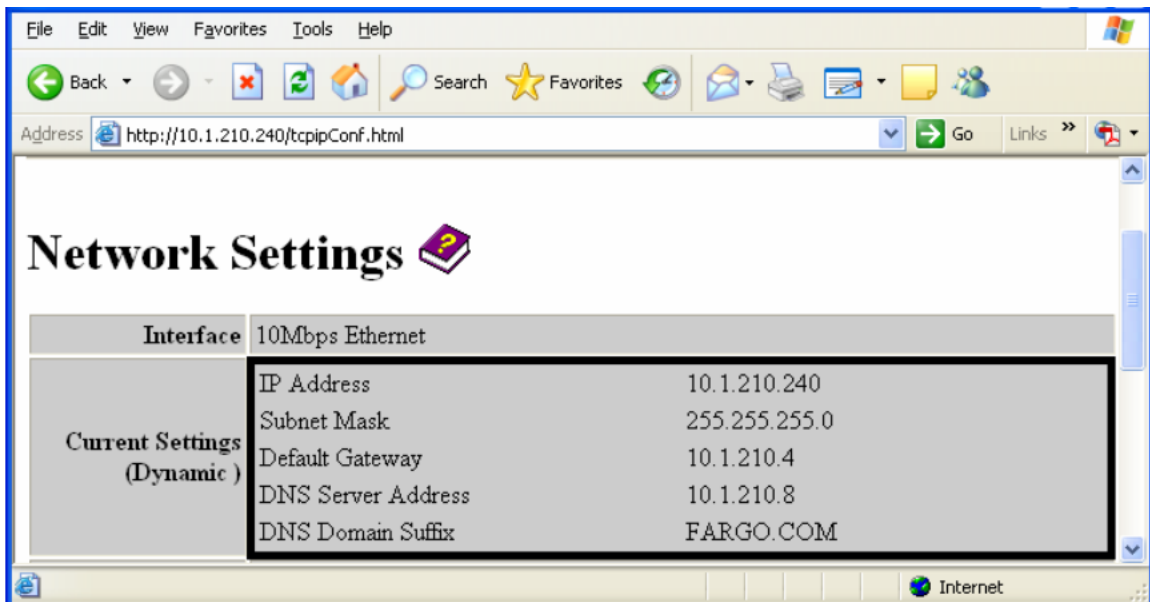 File Edit View Favorites Tools Help
Back Search Favorites
Address http://10.1.210.240/tcpipConf.html Go Links »
Network Settings
Interface 10Mbps Ethernet
Current Settings (Dynamic )
IP Address 10.1.210.240
Subnet Mask 255.255.255.0
Default Gateway 10.1.210.4
DNS Server Address 10.1.210.8
DNS Domain Suffix FARGO.COM
Internet